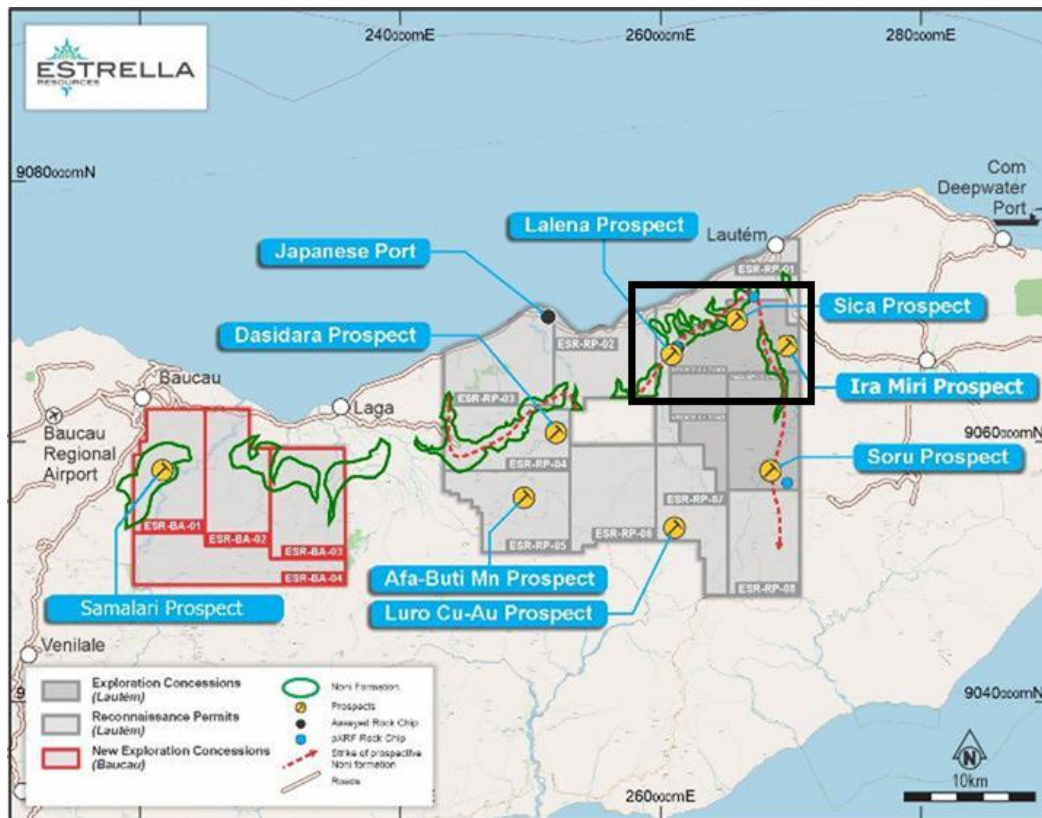 240000mE
260000mE
280000mE
ESTRELLA
RESOURCES
9080000mN
Com
Deepwater
Port
Lalena Prospect
Lautém
Japanese Port
ESR-RP-01
Sica Prospect
Dasidara Prospect
ESR-RP-02
Baucau
Ira Miri Prospect
Laga
ESR-RP-03
Baucau
Regional
Airport
9060000mN
Soru Prospect
ESR-RP-04
ESR-RP-07
ESR-BA-01
ESR-BA-02
ESR-RP-05
ESR-RP-06
ESR-BA-03
ESR-BA-04
Afa-Buti Mn Prospect
ESR-RP-08
Samalari Prospect
Luro Cu-Au Prospect
Venilale
Exploration Concessions
(Lautém)
Reconnaissance Permits
(Lautém)
New Exploration Concessions
(Baucau)
Noni Formation
Prospects
Assayed Rock Chip
pXRF Rock Chip
Strike of prospective
Noni formation
Roads
9040000mN
N
10km
260000mE